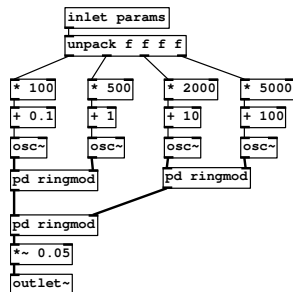 inlet params
unpack f f f f
* 100 * 500 * 2000 * 5000
+ 0.1 + 1 + 10 + 100
osc~ osc~ osc~ osc~
pd ringmod pd ringmod
pd ringmod
*~ 0.05
outlet~